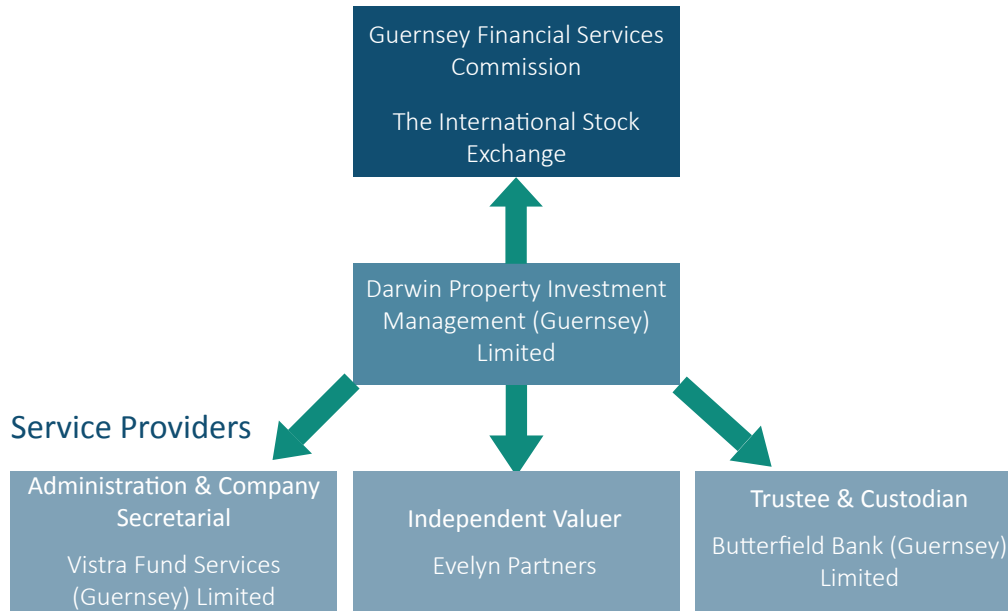 Guernsey Financial Services
Commission
The International Stock
Exchange
Darwin Property Investment
Management (Guernsey)
Limited
Service Providers
Administration & Company
Secretarial
Vistra Fund Services
(Guernsey) Limited
Independent Valuer
Evelyn Partners
Trustee & Custodian
Butterfield Bank (Guernsey)
Limited